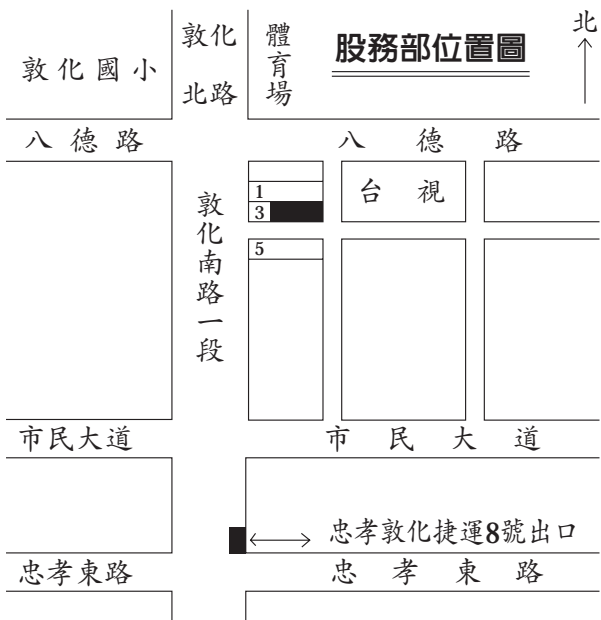 股務部位置圖
北
敦化國小
敦化
北路
體育場
八德路
八德路
敦化南路一段
1
3
5
台視
市民大道
市民大道
忠孝敦化捷運8號出口
忠孝東路
忠孝東路